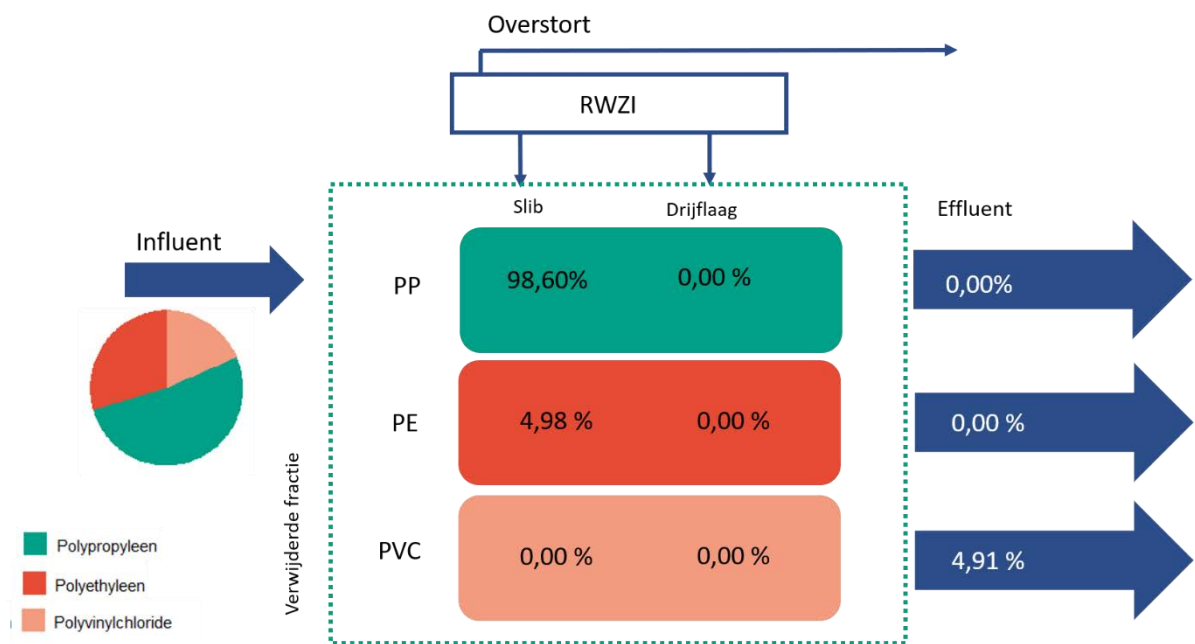 Overstort
RWZI
Slib
Drijflaag
Effluent
Influent
PP
98,60%
0,00 %
0,00%
PE
4,98 %
0,00 %
0,00 %
Verwijderde fractie
PVC
0,00 %
0,00 %
4,91 %
Polypropyleen
Polyethyleen
Polyvinylchloride